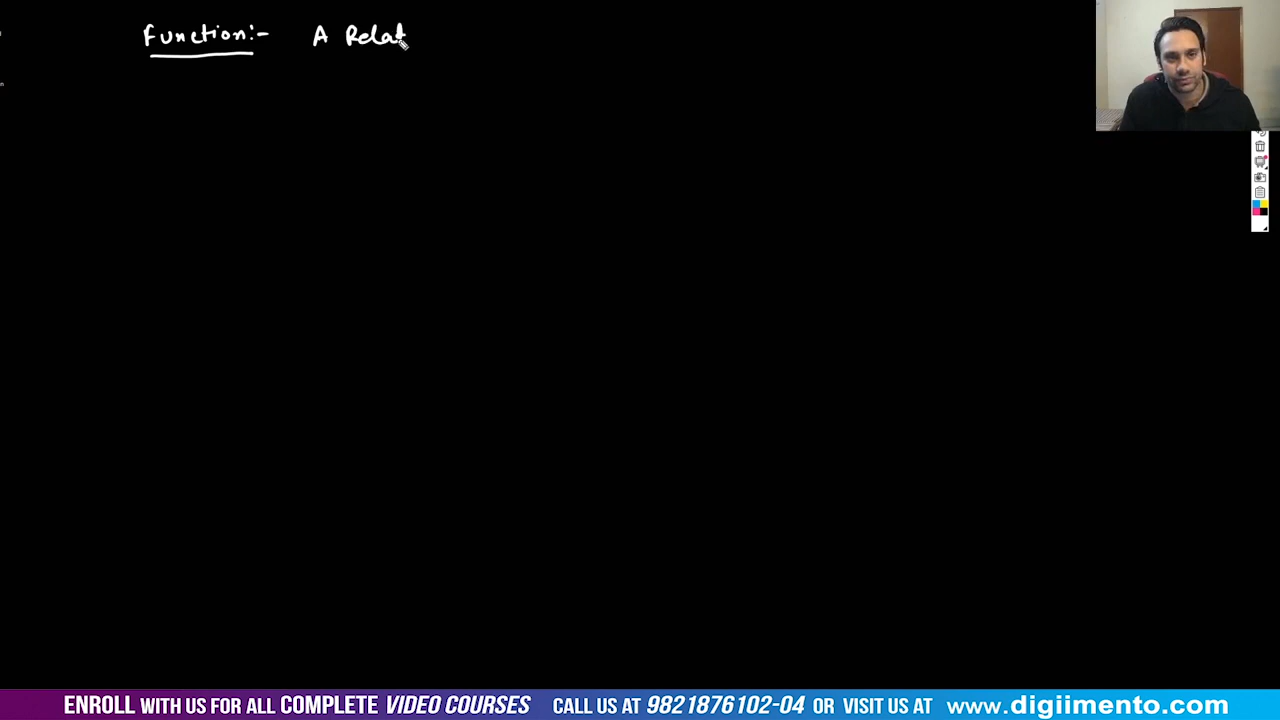 Function:- A Relat
ENROLL WITH US FOR ALL COMPLETE VIDEO COURSES CALL US AT 9821876102-04 OR VISIT US AT www.digiimento.com